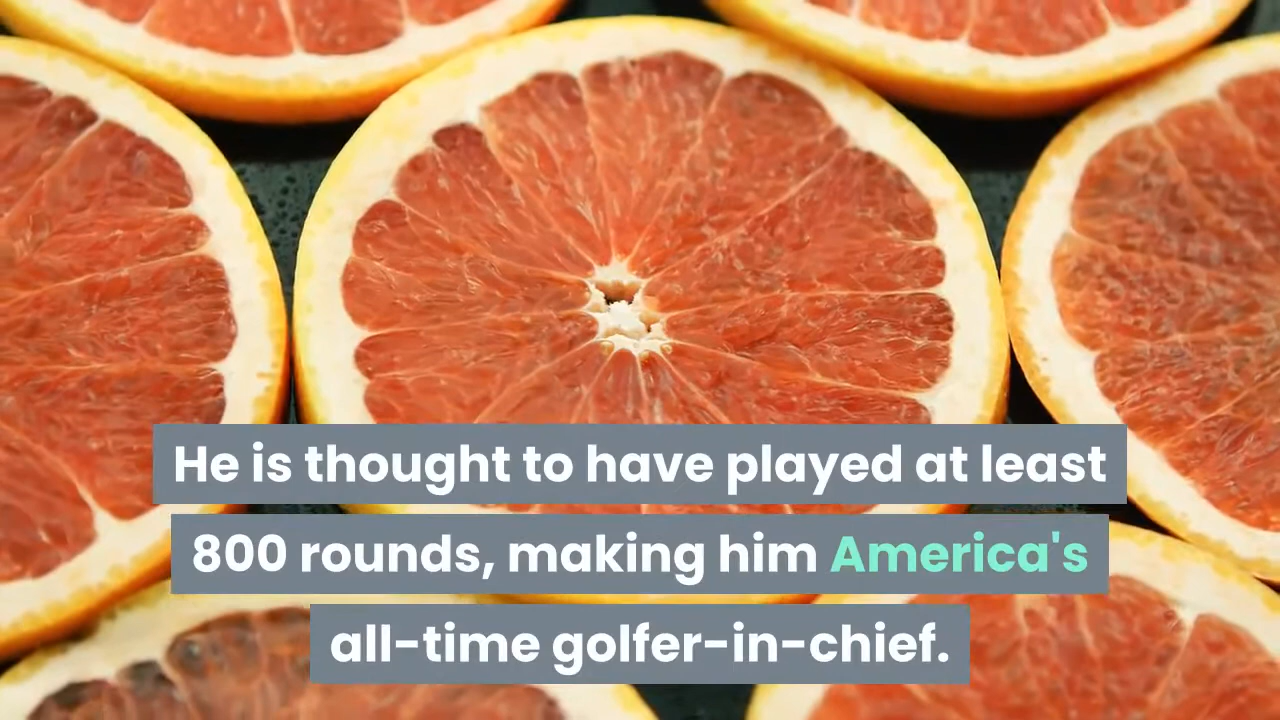 He is thought to have played at least
800 rounds, making him America's
all-time golfer-in-chief.